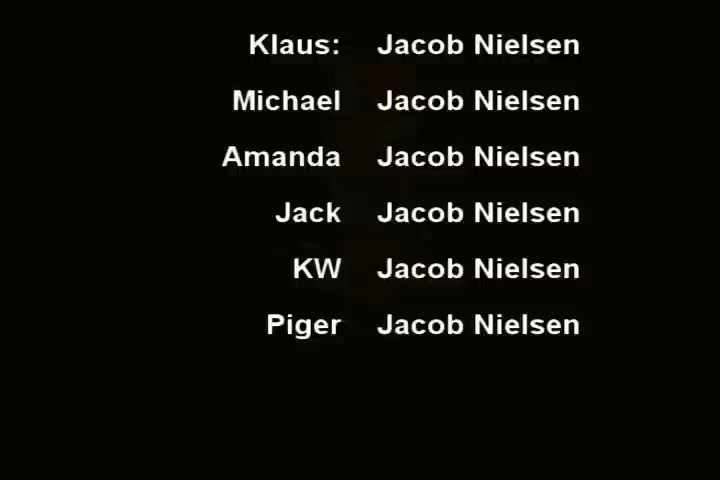 Klaus: Jacob Nielsen
Michael Jacob Nielsen
Amanda Jacob Nielsen
Jack Jacob Nielsen
KW Jacob Nielsen
Piger Jacob Nielsen